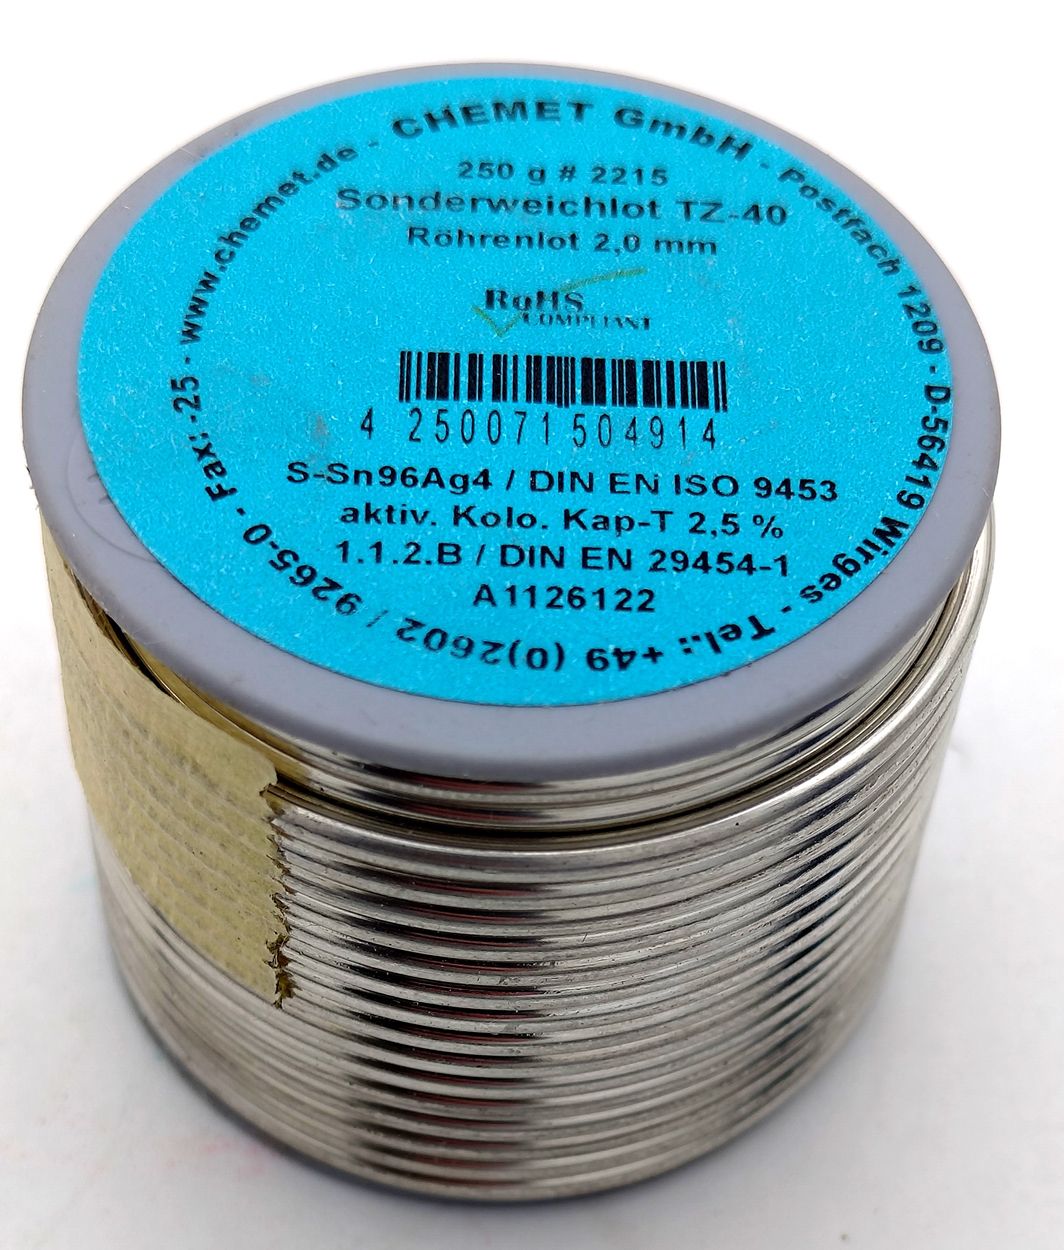 CHEMET GmbH - Postfach 1209 - D-56419 Wirges - Tel.: +49 (0)2602 / 9265-0 - Fax: -25 - www.chemet.de -
250 g # 2215
Sonderweichlot TZ-40
Röhrenlot 2,0 mm
RoHS
COMPLIANT
4 250071 504914
S-Sn96Ag4 / DIN EN ISO 9453
aktiv. Kolo. Kap-T 2,5 %
1.1.2.B / DIN EN 29454-1
A1126122